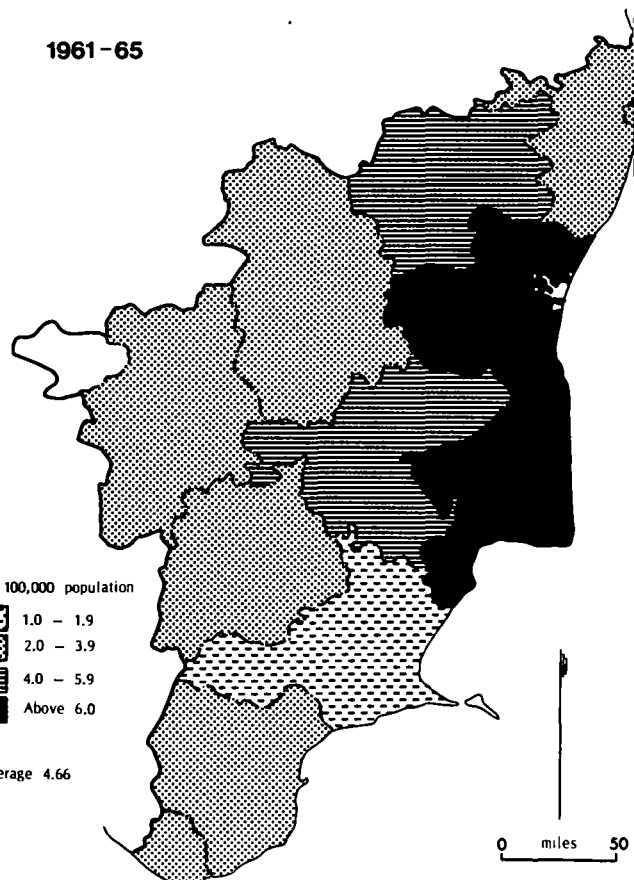 1961-65
100,000 population
1.0 – 1.9
2.0 – 3.9
4.0 – 5.9
Above 6.0
erage 4.66
0 miles 50